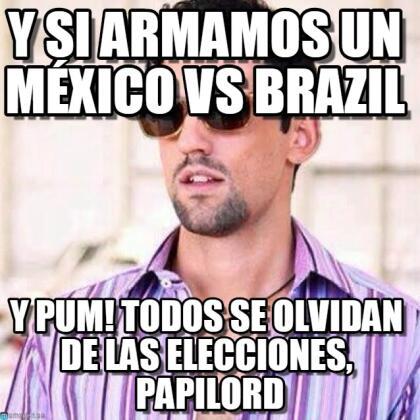 Y SI ARMAMOS UN
MÉXICO VS BRAZIL
Y PUM! TODOS SE OLVIDAN
DE LAS ELECCIONES,
PAPILORD